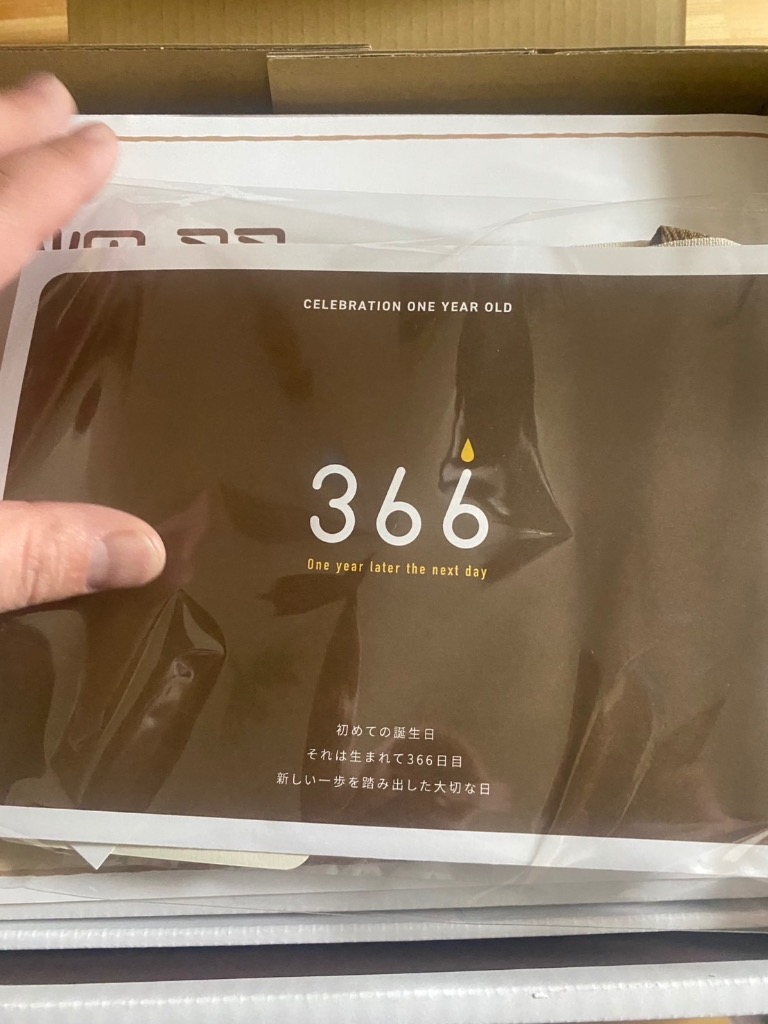 CELEBRATION ONE YEAR OLD
366
One year later the next day
初めての誕生日
それは生まれて366日目
新しい一歩を踏み出した大切な日